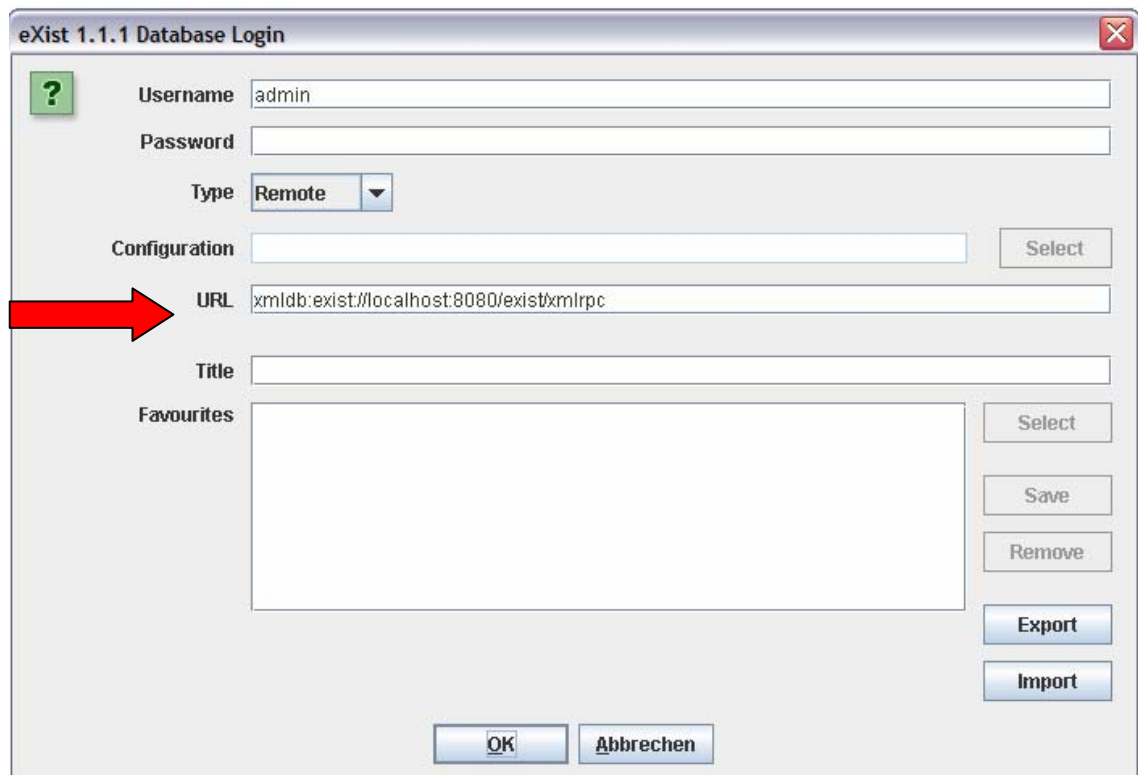 eXist 1.1.1 Database Login
?
Username admin
Password
Type Remote
Configuration Select
URL xmldb:exist://localhost:8080/exist/xmlrpc
Title
Favourites Select
Save
Remove
Export
Import
OK Abbrechen